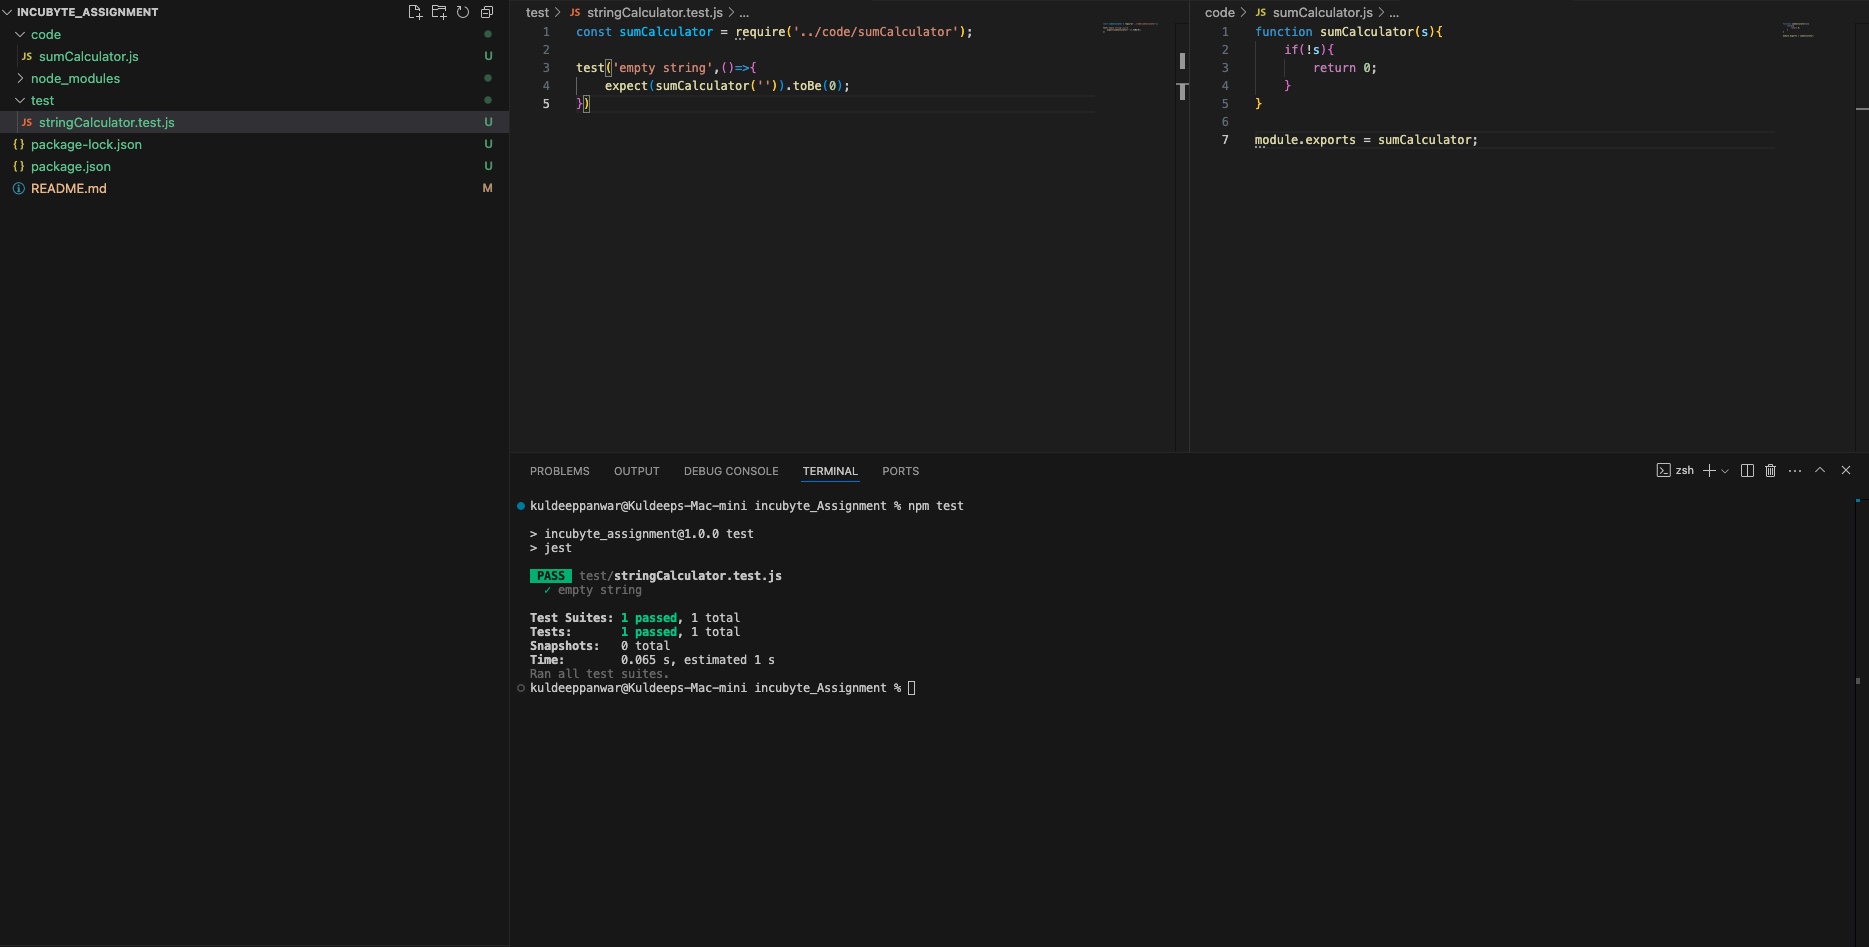 INCUBYTE_ASSIGNMENT
code
JS sumCalculator.js U
node_modules
test
JS stringCalculator.test.js U
{} package-lock.json U
{} package.json U
README.md M
test > JS stringCalculator.test.js > ...
1 const sumCalculator = require('../code/sumCalculator');
2
3 test('empty string',()=>{
4 expect(sumCalculator('')).toBe(0);
5 })
code > JS sumCalculator.js > ...
1 function sumCalculator(s){
2 if(!s){
3 return 0;
4 }
5 }
6
7 module.exports = sumCalculator;
PROBLEMS OUTPUT DEBUG CONSOLE TERMINAL PORTS
zsh
kuldeeppanwar@Kuldeeps-Mac-mini incubyte_Assignment % npm test
> incubyte_assignment@1.0.0 test
> jest
PASS test/stringCalculator.test.js
✓ empty string
Test Suites: 1 passed, 1 total
Tests: 1 passed, 1 total
Snapshots: 0 total
Time: 0.065 s, estimated 1 s
Ran all test suites.
kuldeeppanwar@Kuldeeps-Mac-mini incubyte_Assignment %